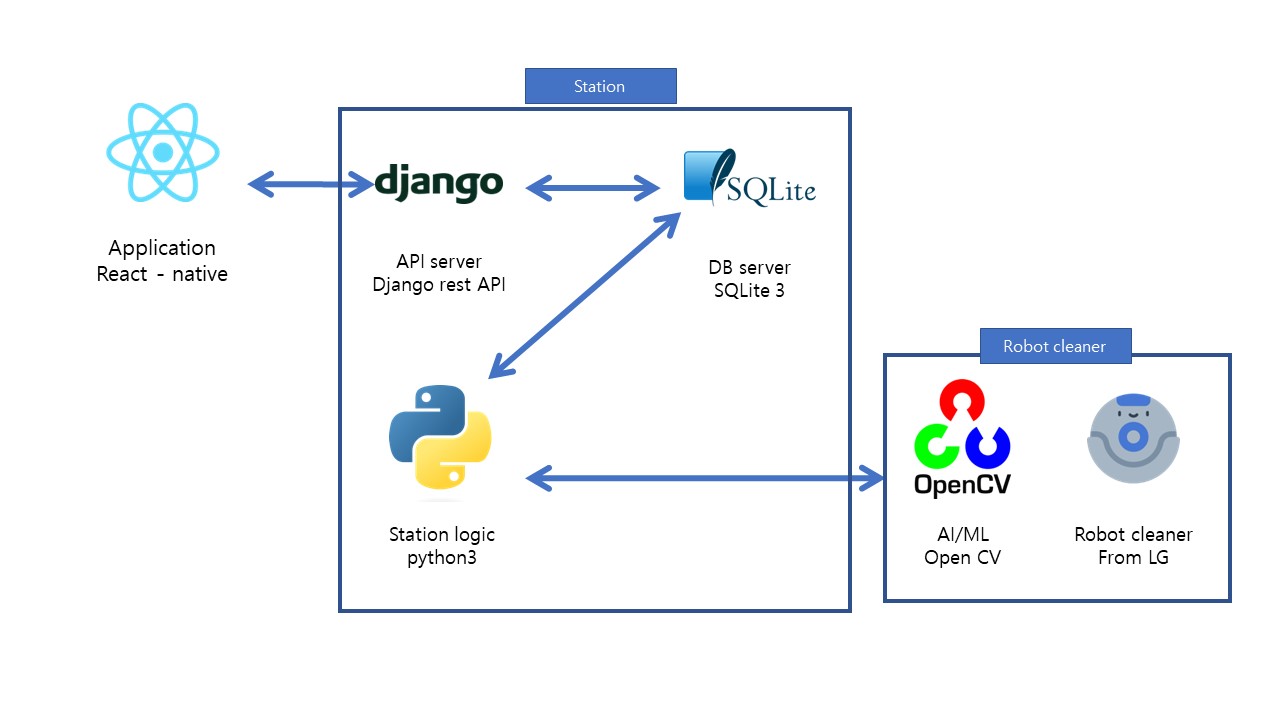 Station
django
SQLite
Application
React - native
API server
Django rest API
DB server
SQLite 3
Robot cleaner
OpenCV
Station logic
python3
AI/ML
Open CV
Robot cleaner
From LG